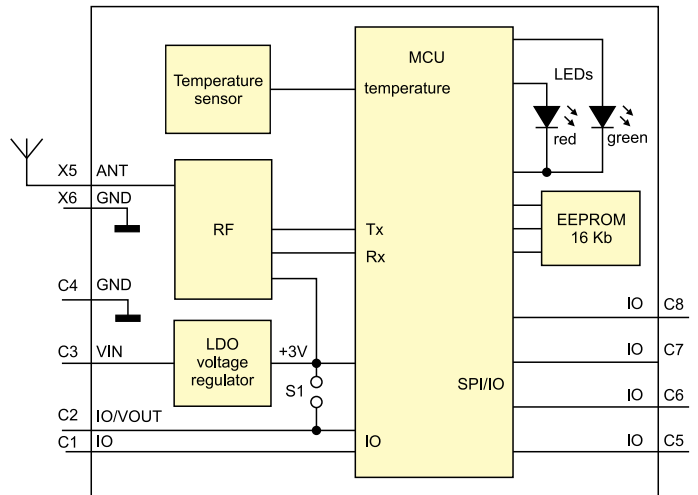 MCU
Temperature
sensor
temperature
LEDs
red
green
X5 ANT
X6 GND
RF
Tx
Rx
EEPROM
16 Kb
C4 GND
IO C8
C3 VIN
LDO
voltage
regulator
+3V
S1
IO C7
SPI/IO
C2 IO/VOUT
IO C6
C1 IO
IO
IO C5